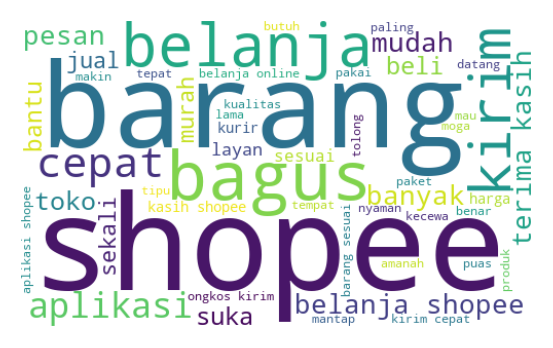 butuh
paling
pesan
belanja
mudah
kirim
terima kasih
jual
makin
tepat
belanja online
pakai
beli
datang
barang
bantu
murah
kualitas
lama
kurir
tolong
mau
moga
cepat
layan
sesuai
bagus
banyak
paket
harga
toko
sekali
tipu
kasih shopee
tempat
nyaman
kecewa
benar
shopee
aplikasi shopee
barang sesuai
amanah
puas
produk
aplikasi
ongkos kirim
suka
belanja shopee
mantap
kirim cepat